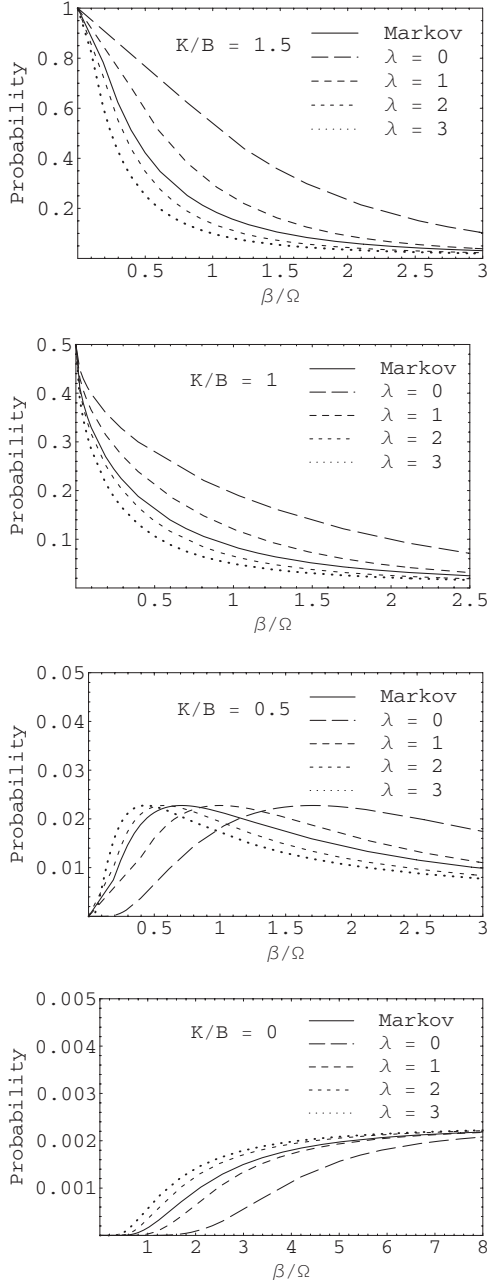 Probability
1
0.8
0.6
0.4
0.2
K/B = 1.5
Markov
λ = 0
λ = 1
λ = 2
λ = 3
0.5 1 1.5 2 2.5 3
β/Ω
Probability
0.5
0.4
0.3
0.2
0.1
K/B = 1
Markov
λ = 0
λ = 1
λ = 2
λ = 3
0.5 1 1.5 2 2.5
β/Ω
Probability
0.05
0.04
0.03
0.02
0.01
K/B = 0.5
Markov
λ = 0
λ = 1
λ = 2
λ = 3
0.5 1 1.5 2 2.5 3
β/Ω
Probability
0.005
0.004
0.003
0.002
0.001
K/B = 0
Markov
λ = 0
λ = 1
λ = 2
λ = 3
1 2 3 4 5 6 7 8
β/Ω